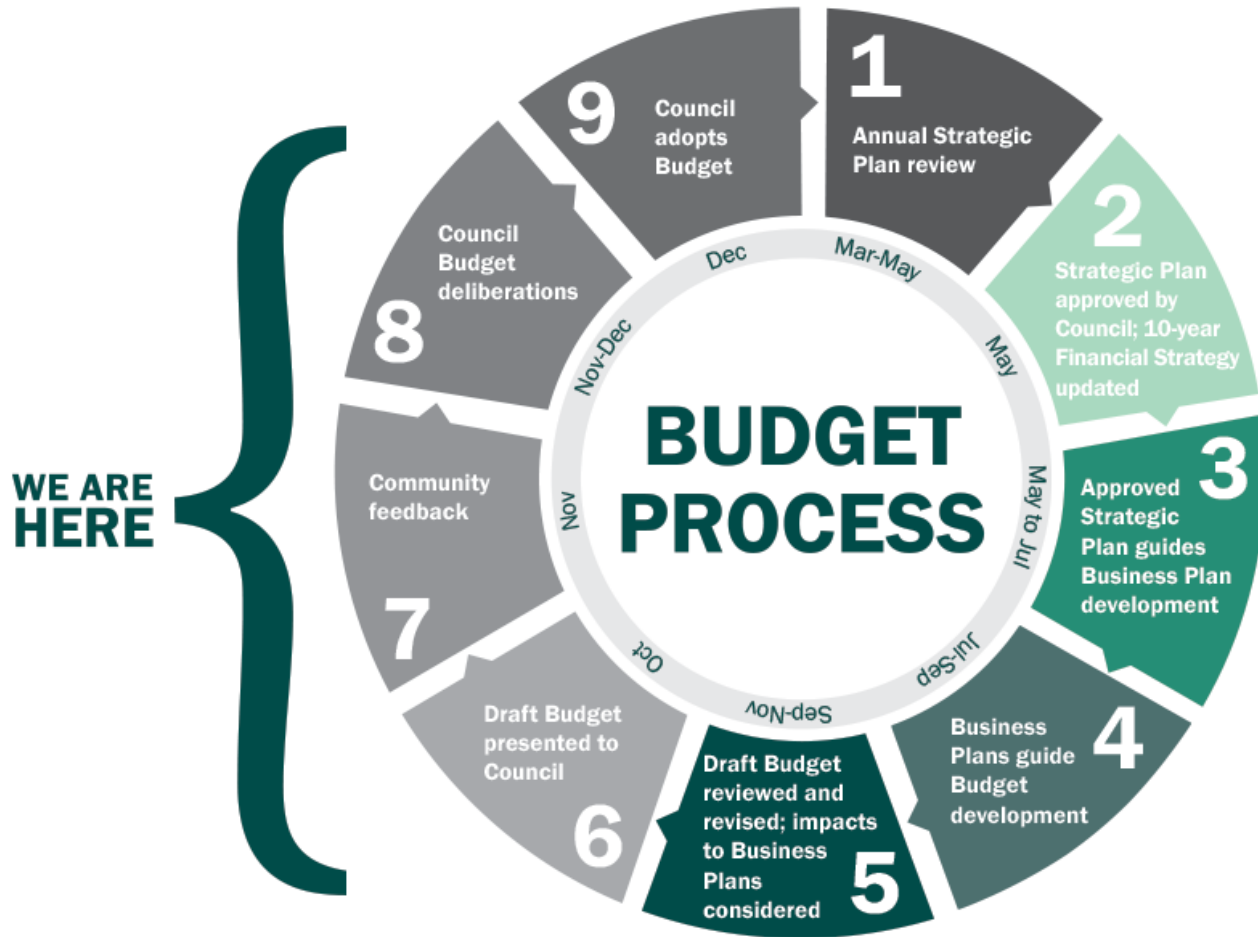 WE ARE
HERE
BUDGET
PROCESS
1
Annual Strategic
Plan review
Mar-May
2
Strategic Plan
approved by
Council; 10-year
Financial Strategy
updated
May
3
Approved
Strategic
Plan guides
Business Plan
development
May to Jul
4
Business
Plans guide
Budget
development
Jul-Sep
5
Draft Budget
reviewed and
revised; impacts
to Business
Plans
considered
Sep-Nov
6
Draft Budget
presented to
Council
Oct
7
Community
feedback
Nov
8
Council
Budget
deliberations
Nov-Dec
9
Council
adopts
Budget
Dec